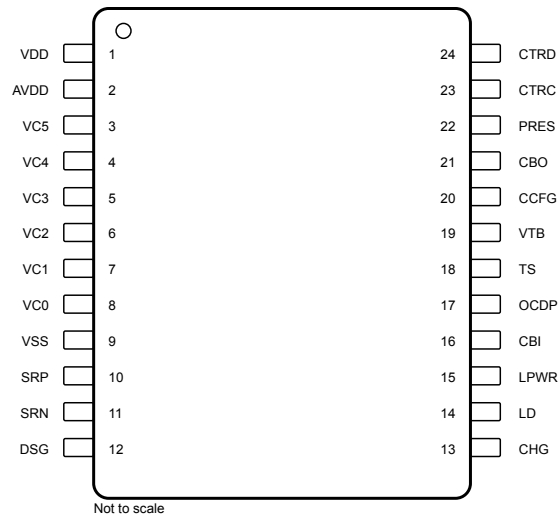 VDD 1 24 CTRD
AVDD 2 23 CTRC
VC5 3 22 PRES
VC4 4 21 CBO
VC3 5 20 CCFG
VC2 6 19 VTB
VC1 7 18 TS
VC0 8 17 OCDP
VSS 9 16 CBI
SRP 10 15 LPWR
SRN 11 14 LD
DSG 12 13 CHG
Not to scale